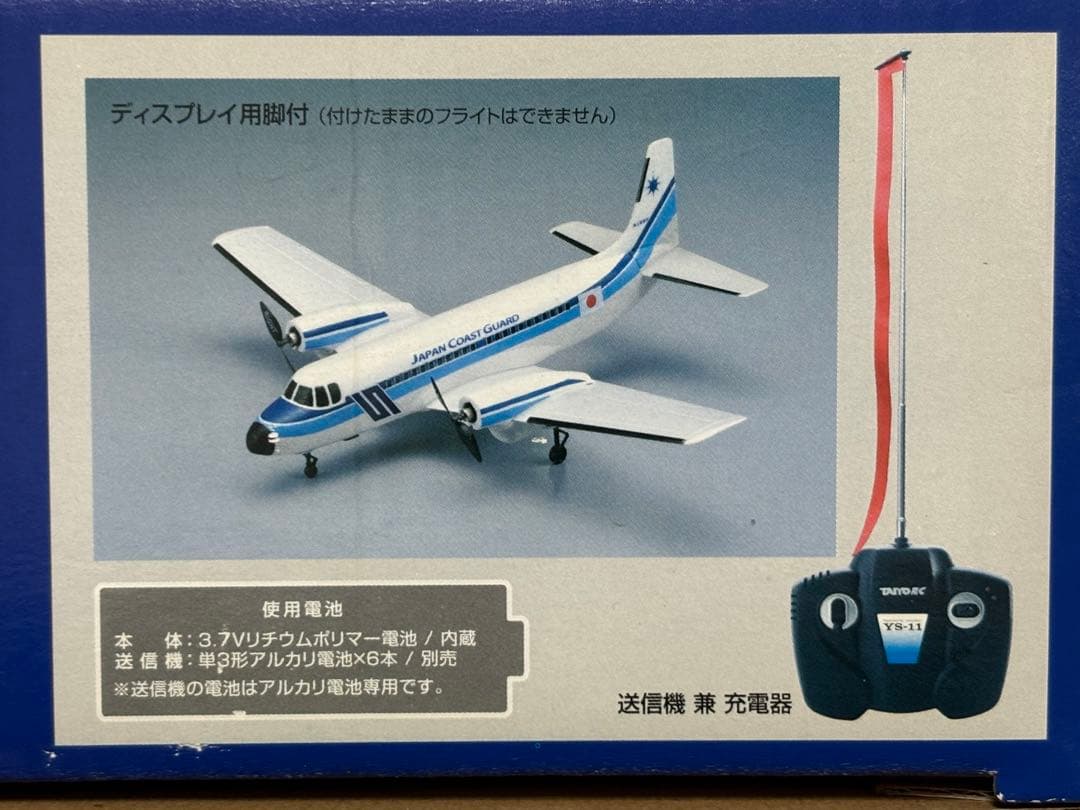 ディスプレイ用脚付（付けたままのフライトはできません）
JAPAN COAST GUARD
使用電池
本　体：3.7Vリチウムポリマー電池 / 内蔵
送信機：単3形アルカリ電池×6本 / 別売
※送信機の電池はアルカリ電池専用です。
TAIYO R/C
YS-11
送信機 兼 充電器